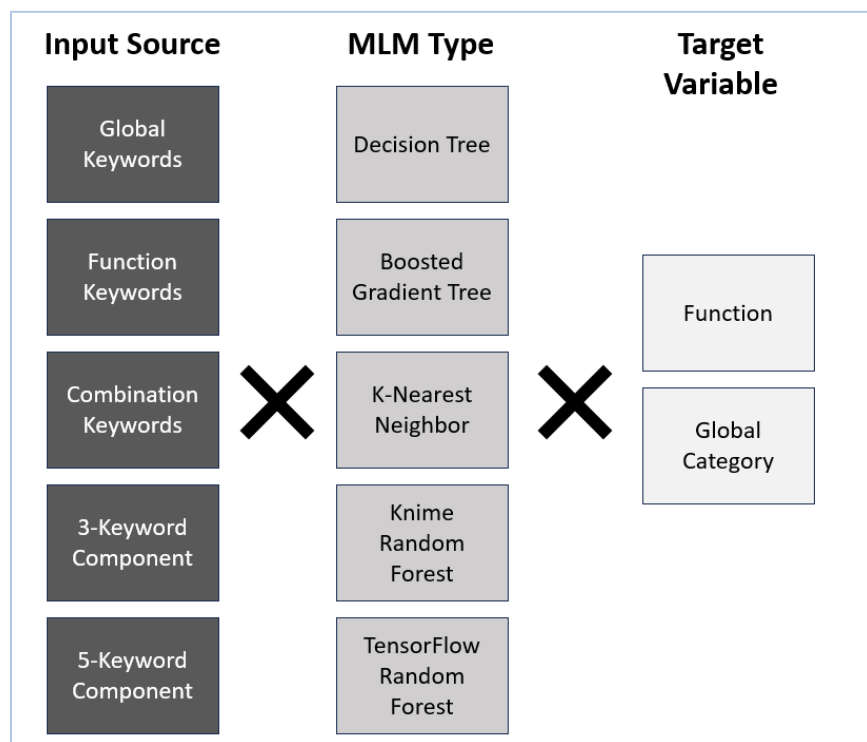 Input Source
Global
Keywords
Function
Keywords
Combination
Keywords
3-Keyword
Component
5-Keyword
Component
MLM Type
Decision Tree
Boosted
Gradient Tree
K-Nearest
Neighbor
Knime
Random
Forest
TensorFlow
Random
Forest
Target
Variable
Function
Global
Category